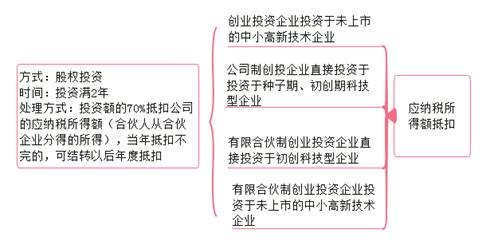 方式：股权投资
时间：投资满2年
处理方式：投资额的70%抵扣公司
的应纳税所得额（合伙人从合伙
企业分得的所得），当年抵扣不
完的，可结转以后年度抵扣
创业投资企业投资于未上市
的中小高新技术企业
公司制创投企业直接投资于
投资于种子期、初创期科技
型企业
有限合伙制创业投资企业直
接投资于初创科技型企业
有限合伙制创业投资企业投
资于未上市的中小高新技术
企业
应纳税所
得额抵扣